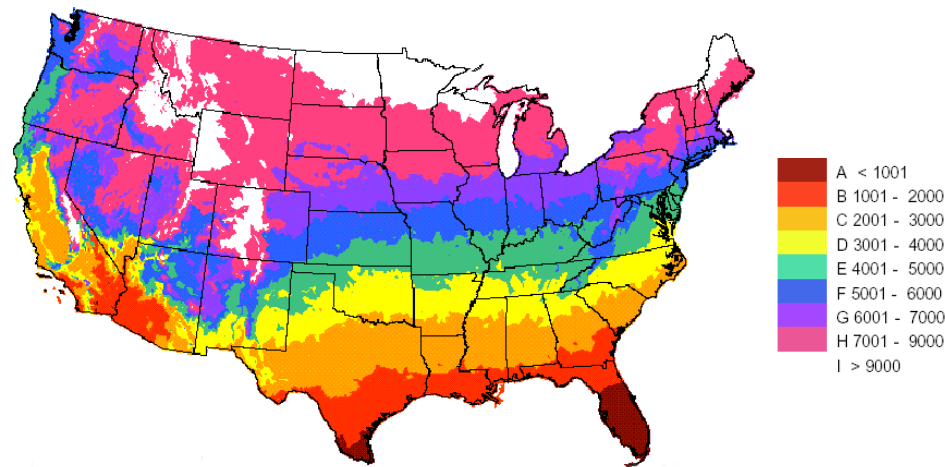 A < 1001
B 1001 - 2000
C 2001 - 3000
D 3001 - 4000
E 4001 - 5000
F 5001 - 6000
G 6001 - 7000
H 7001 - 9000
I > 9000